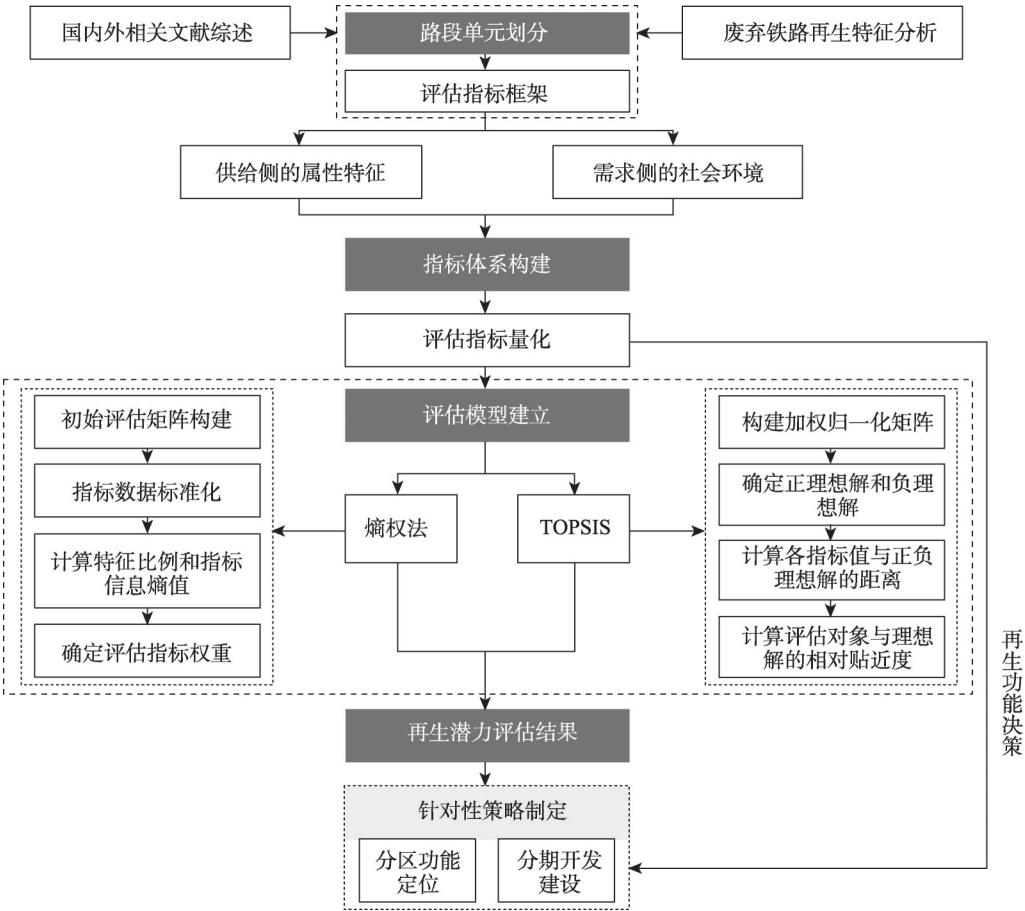 国内外相关文献综述
路段单元划分
废弃铁路再生特征分析
评估指标框架
供给侧的属性特征
需求侧的社会环境
指标体系构建
评估指标量化
评估模型建立
初始评估矩阵构建
指标数据标准化
计算特征比例和指标
信息熵值
确定评估指标权重
熵权法
TOPSIS
构建加权归一化矩阵
确定正理想解和负理
想解
计算各指标值与正负
理想解的距离
计算评估对象与理想
解的相对贴近度
再生功能决策
再生潜力评估结果
针对性策略制定
分区功能
定位
分期开发
建设